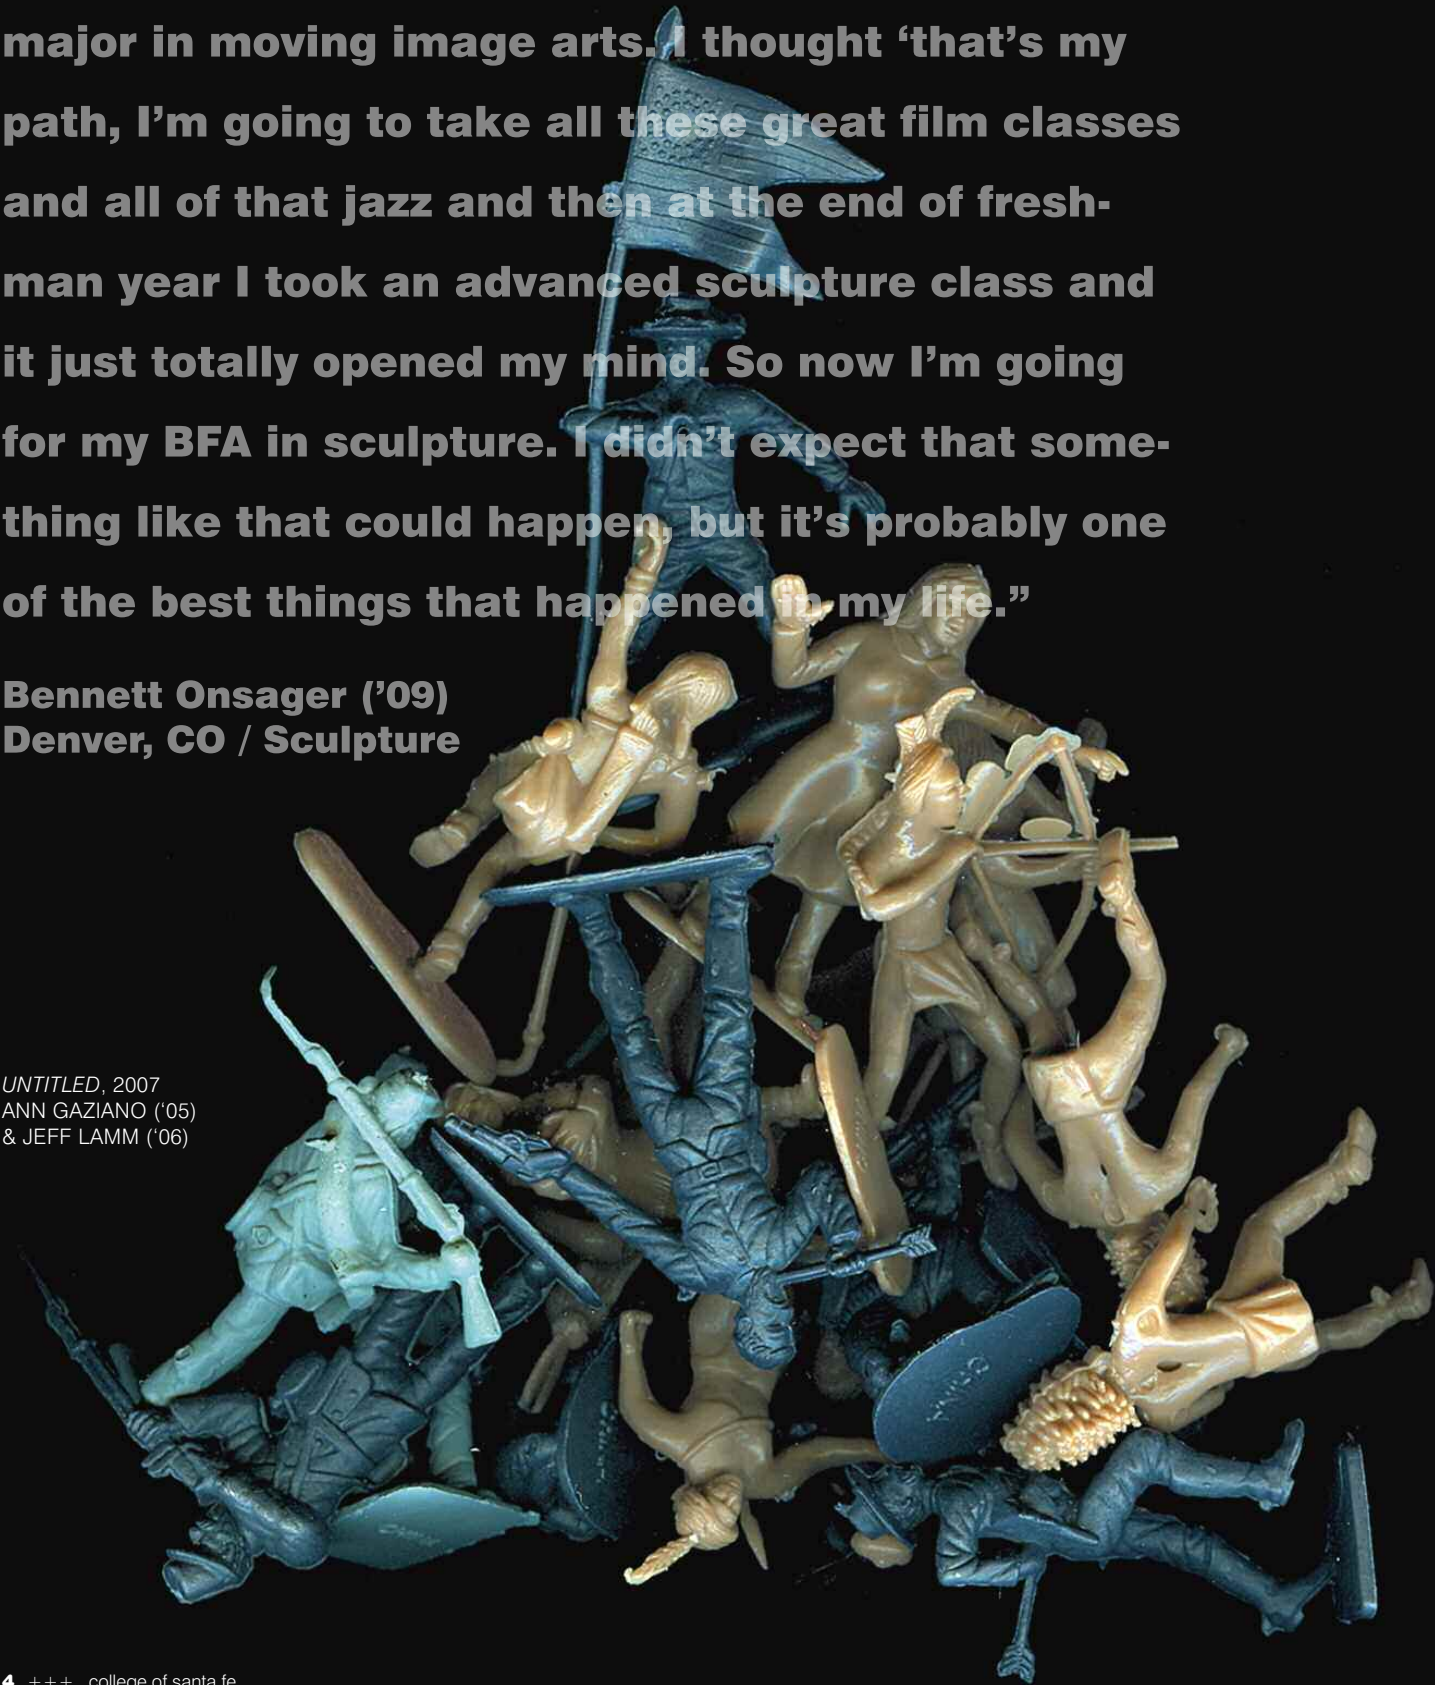 major in moving image arts. I thought ‘that’s my
path, I’m going to take all these great film classes
and all of that jazz and then at the end of fresh-
man year I took an advanced sculpture class and
it just totally opened my mind. So now I’m going
for my BFA in sculpture. I didn’t expect that some-
thing like that could happen, but it’s probably one
of the best things that happened in my life.”
Bennett Onsager (’09)
Denver, CO / Sculpture
UNTITLED, 2007
ANN GAZIANO (‘05)
& JEFF LAMM (‘06)
4 +++ college of santa fe